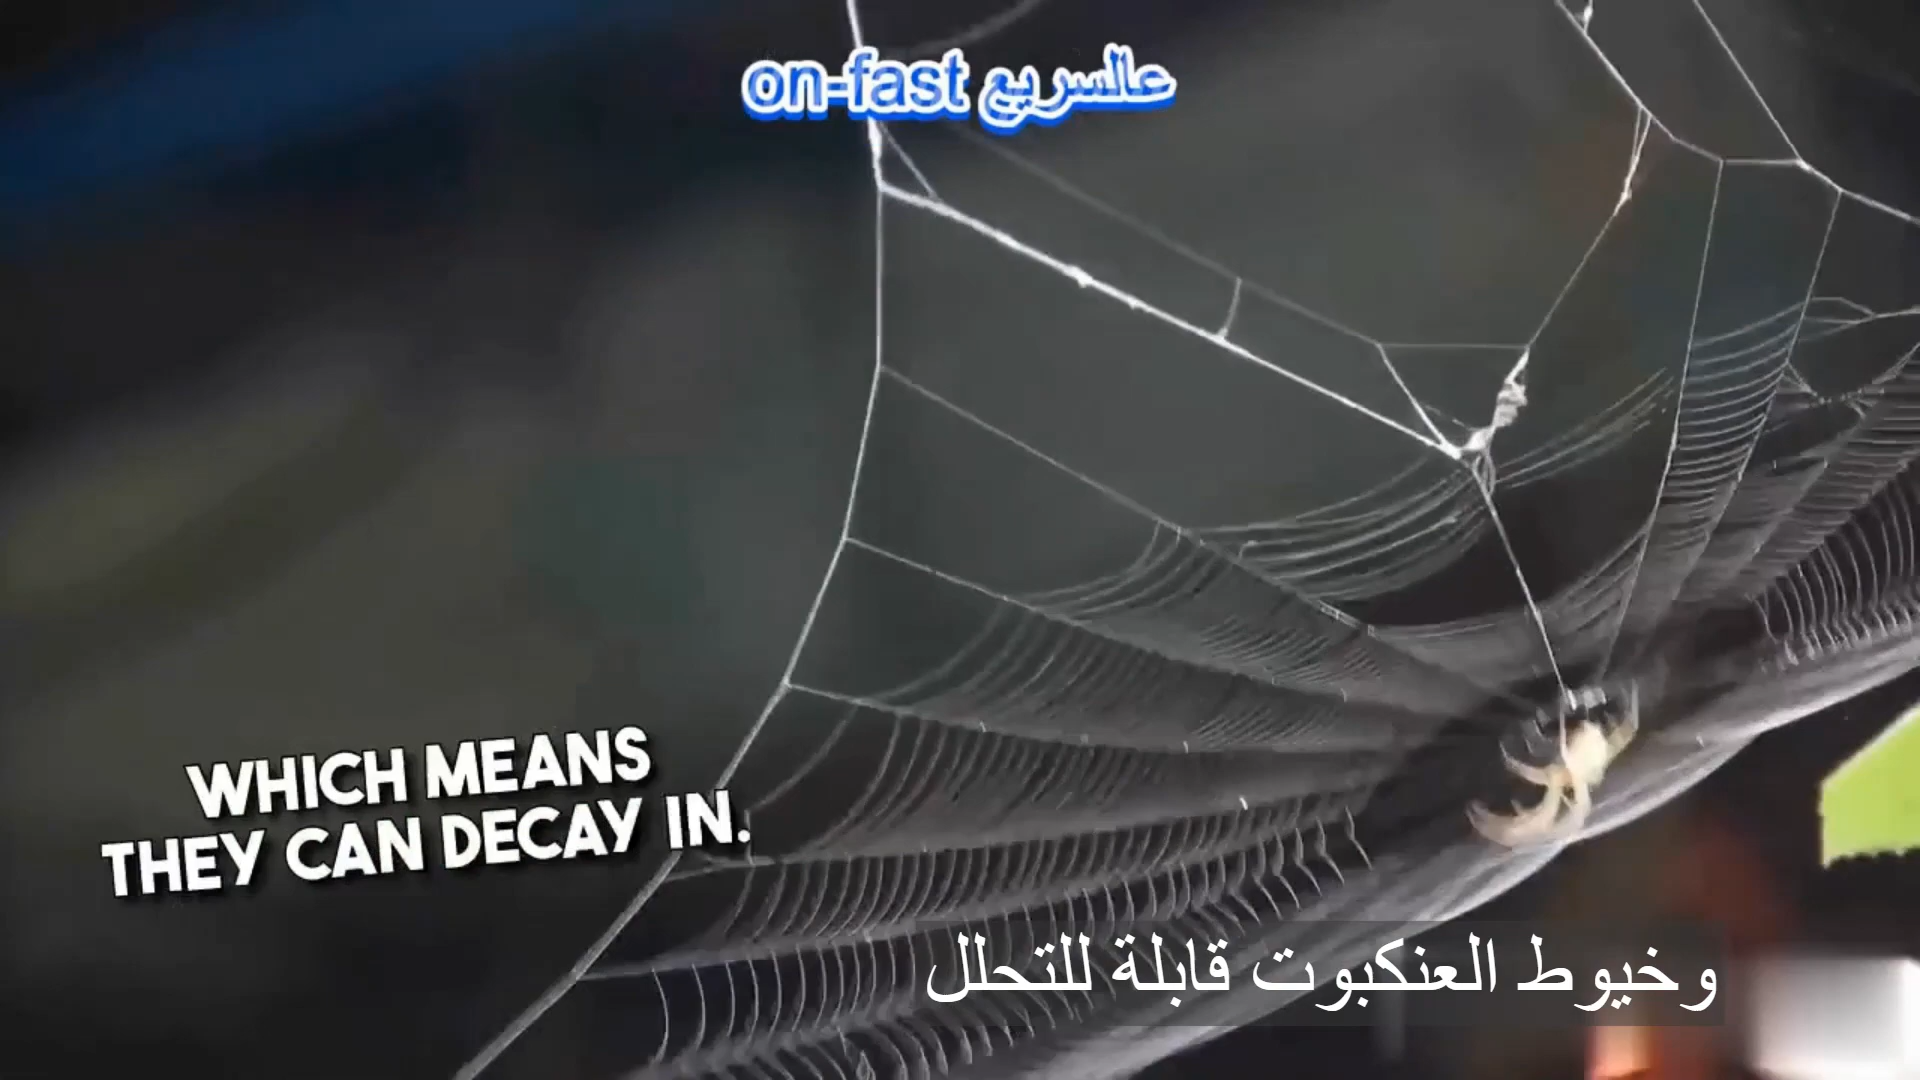 on-fast عالسريع
WHICH MEANS
THEY CAN DECAY IN.
وخيوط العنكبوت قابلة للتحلل